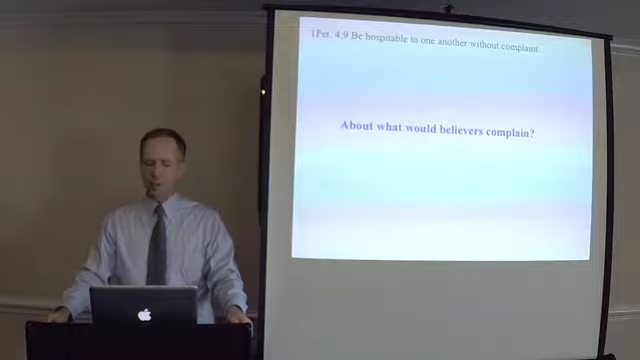 1Pet. 4:9 Be hospitable to one another without complaint.
About what would believers complain?